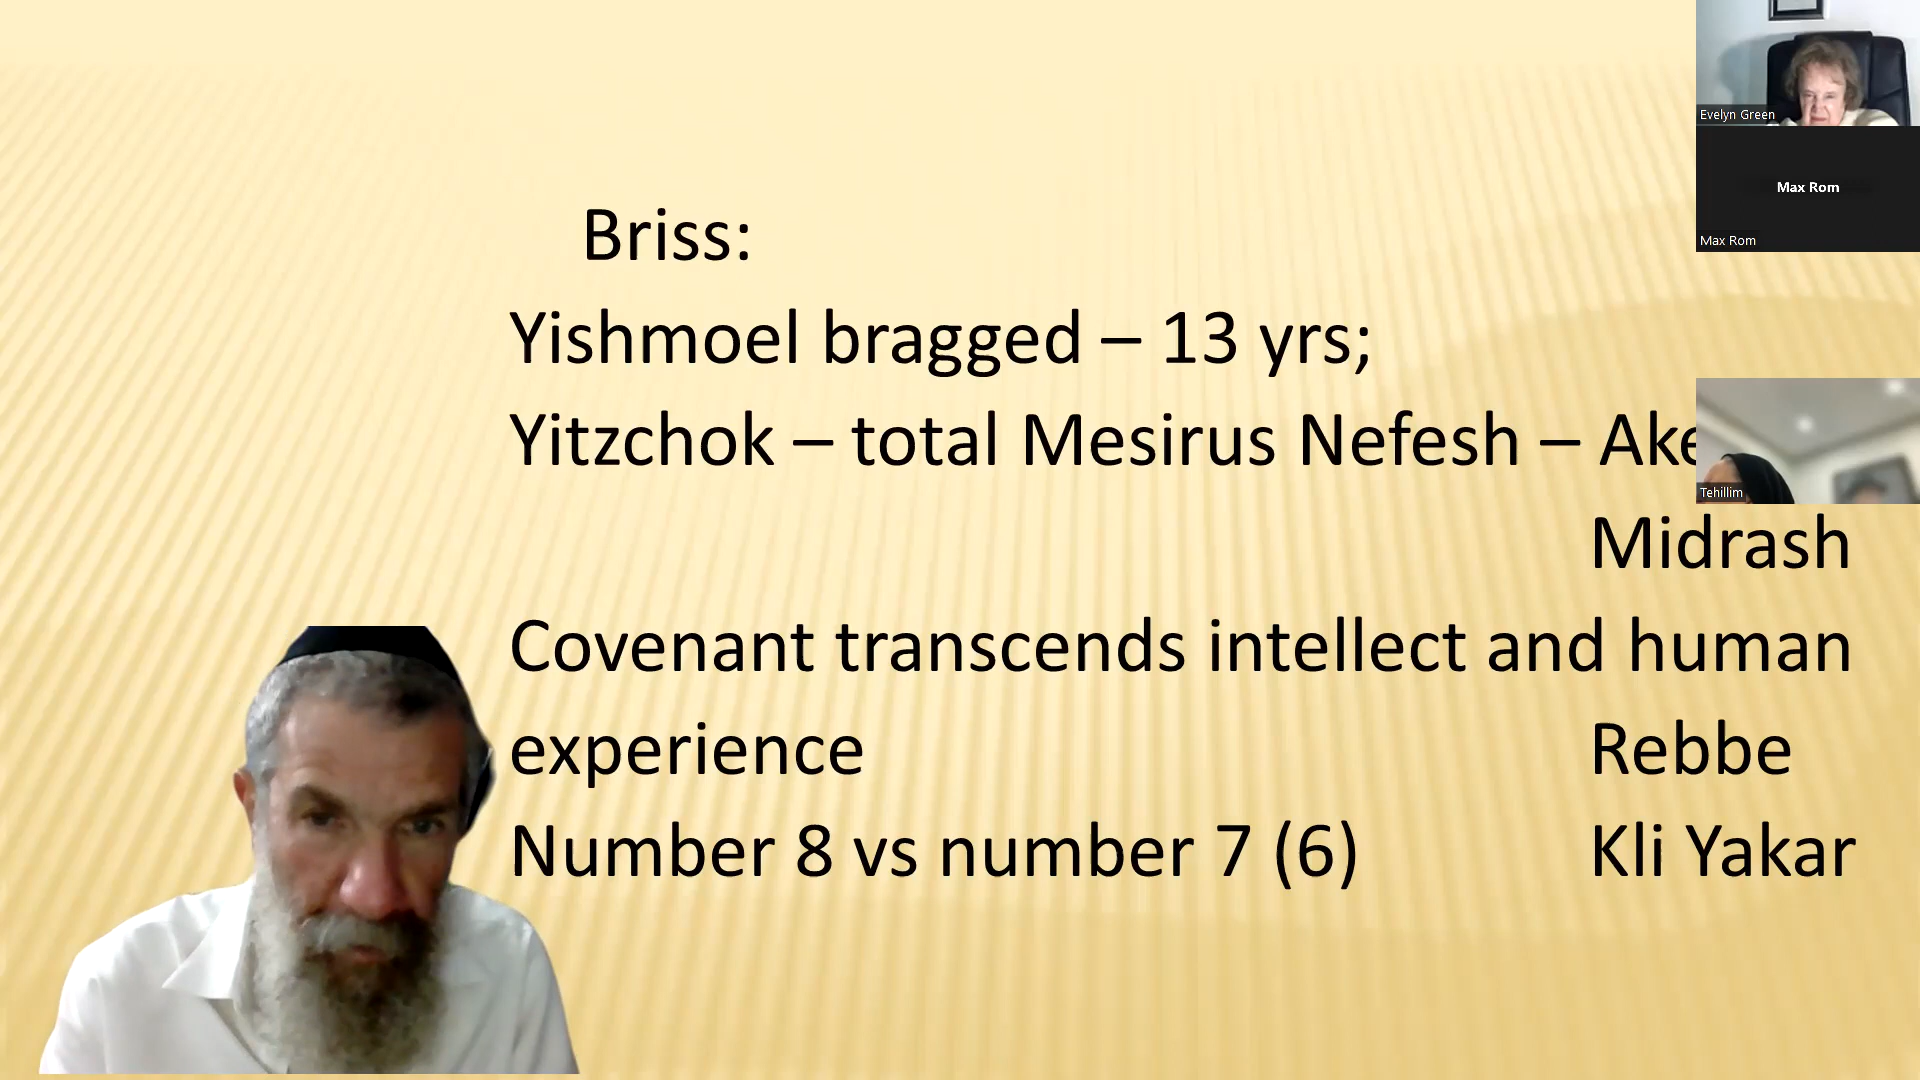 Briss:
Yishmoel bragged – 13 yrs;
Yitzchok – total Mesirus Nefesh –
Midrash
Covenant transcends intellect and human
experience Rebbe
Number 8 vs number 7 (6) Kli Yakar
Evelyn Green
Max Rom
Max Rom
Tehillim